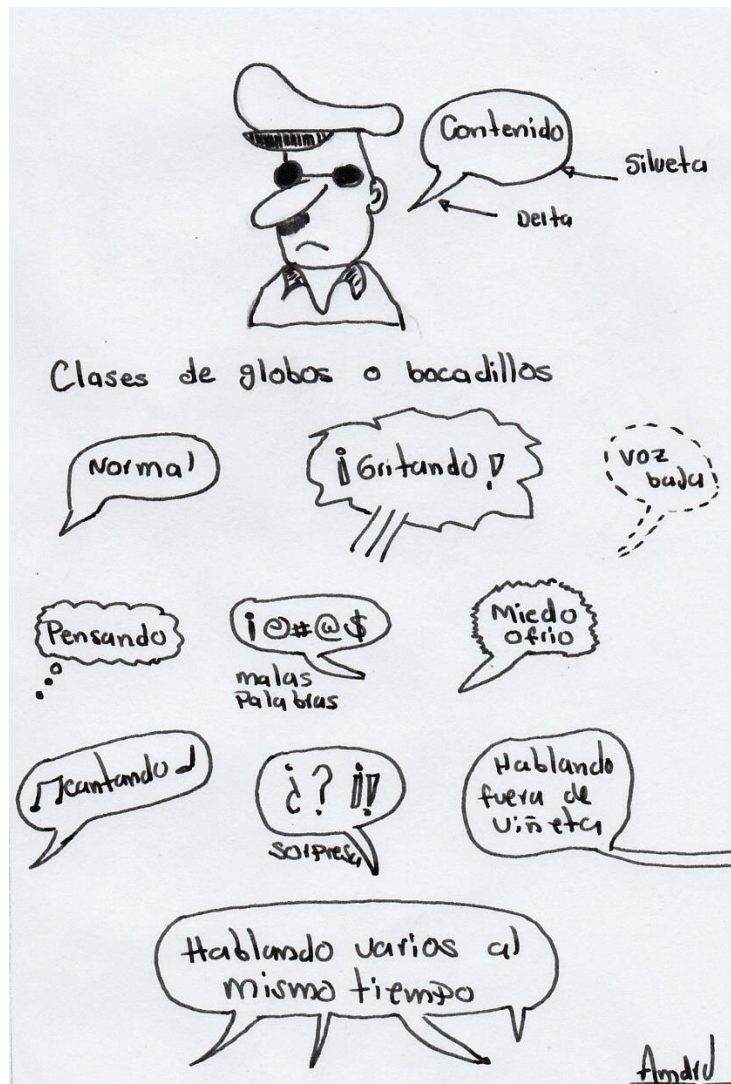 Contenido
Silueta
Delta
Clases de globos o bocadillos
Normal
¡Gritando!
voz
baja
Pensando
¡@#@$
malas
Palabras
Miedo
o frio
cantando
¿? ¡!
sorpresa
Hablando
fuera de
viñeta
Hablando varios al
mismo tiempo